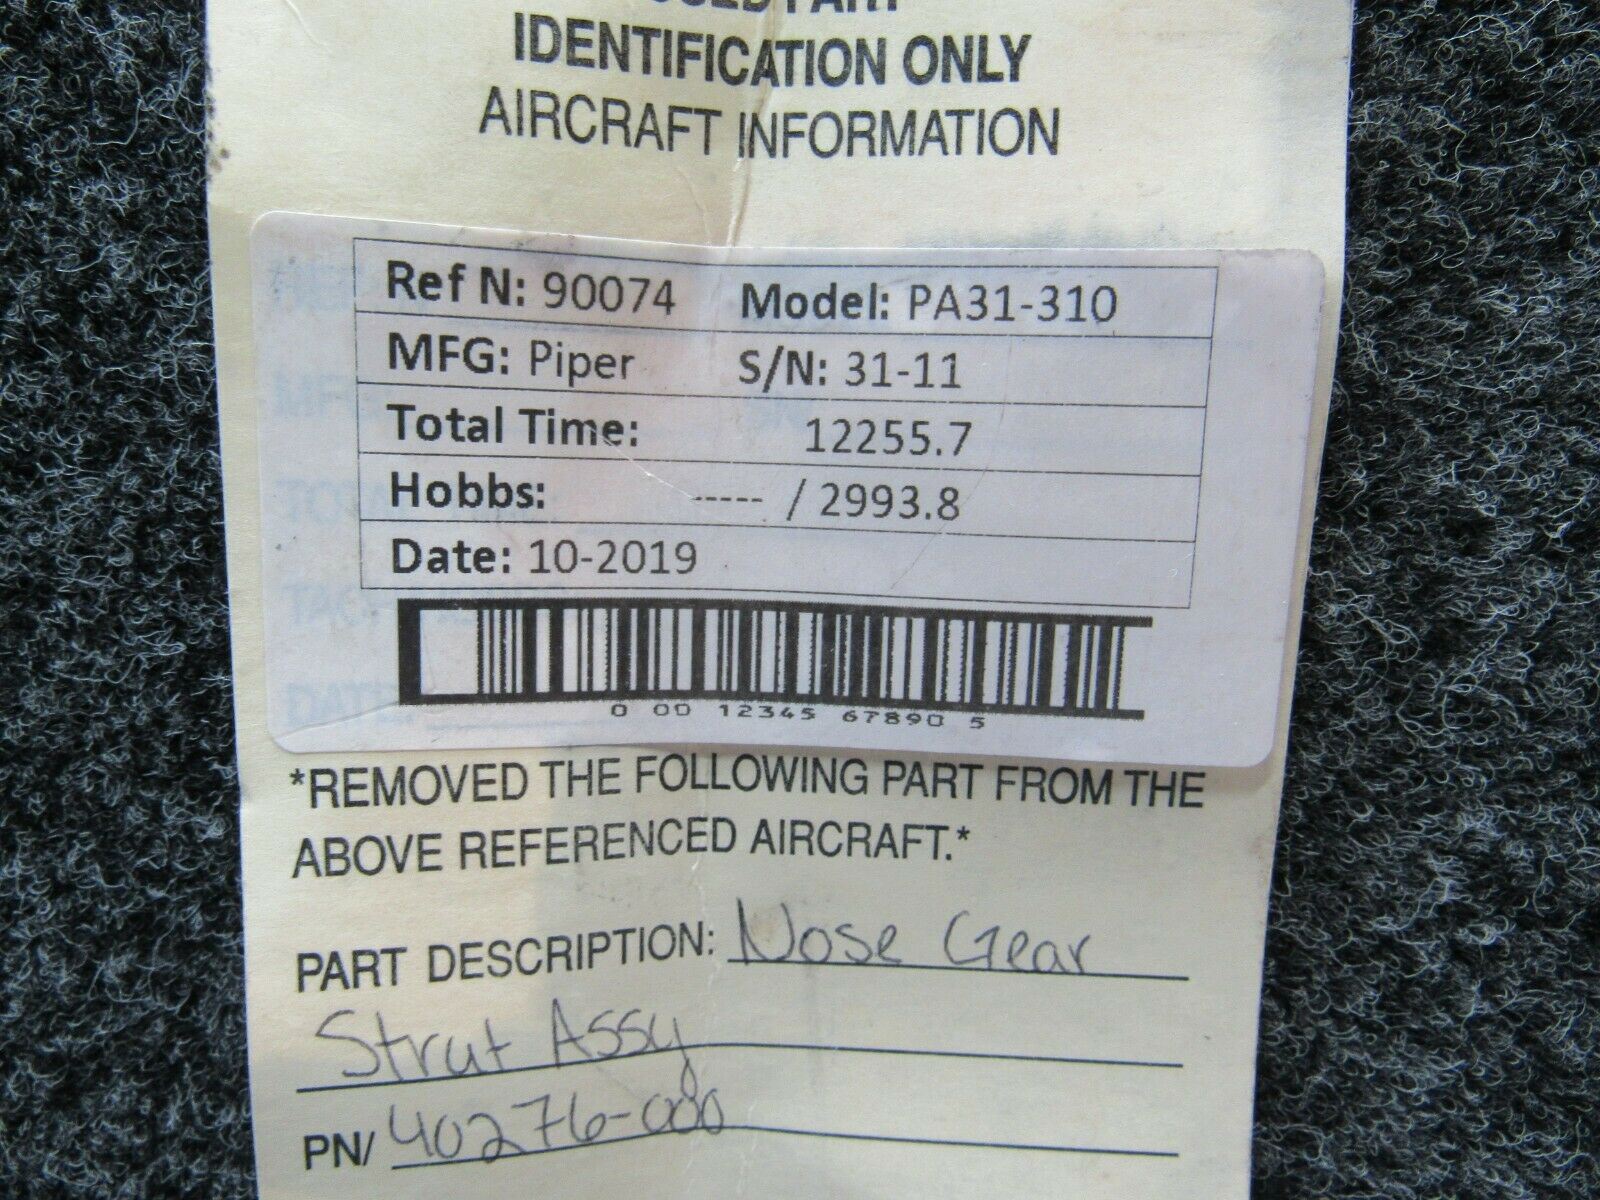 IDENTIFICATION ONLY
AIRCRAFT INFORMATION
Ref N: 90074 Model: PA31-310
MFG: Piper S/N: 31-11
Total Time: 12255.7
Hobbs: ----- / 2993.8
Date: 10-2019
0 00 12345 67890 5
*REMOVED THE FOLLOWING PART FROM THE
ABOVE REFERENCED AIRCRAFT.*
PART DESCRIPTION: Nose Gear
Strut Assy
PN/ 40276-000